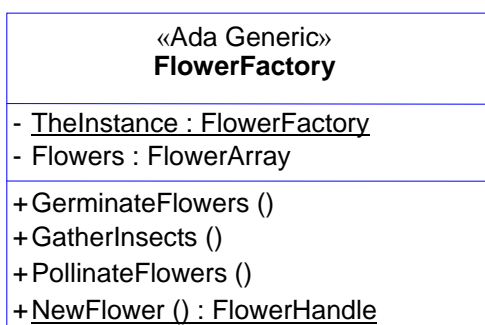 «Ada Generic»
FlowerFactory
- TheInstance : FlowerFactory
- Flowers : FlowerArray
+GerminateFlowers ()
+GatherInsects ()
+PollinateFlowers ()
+NewFlower () : FlowerHandle